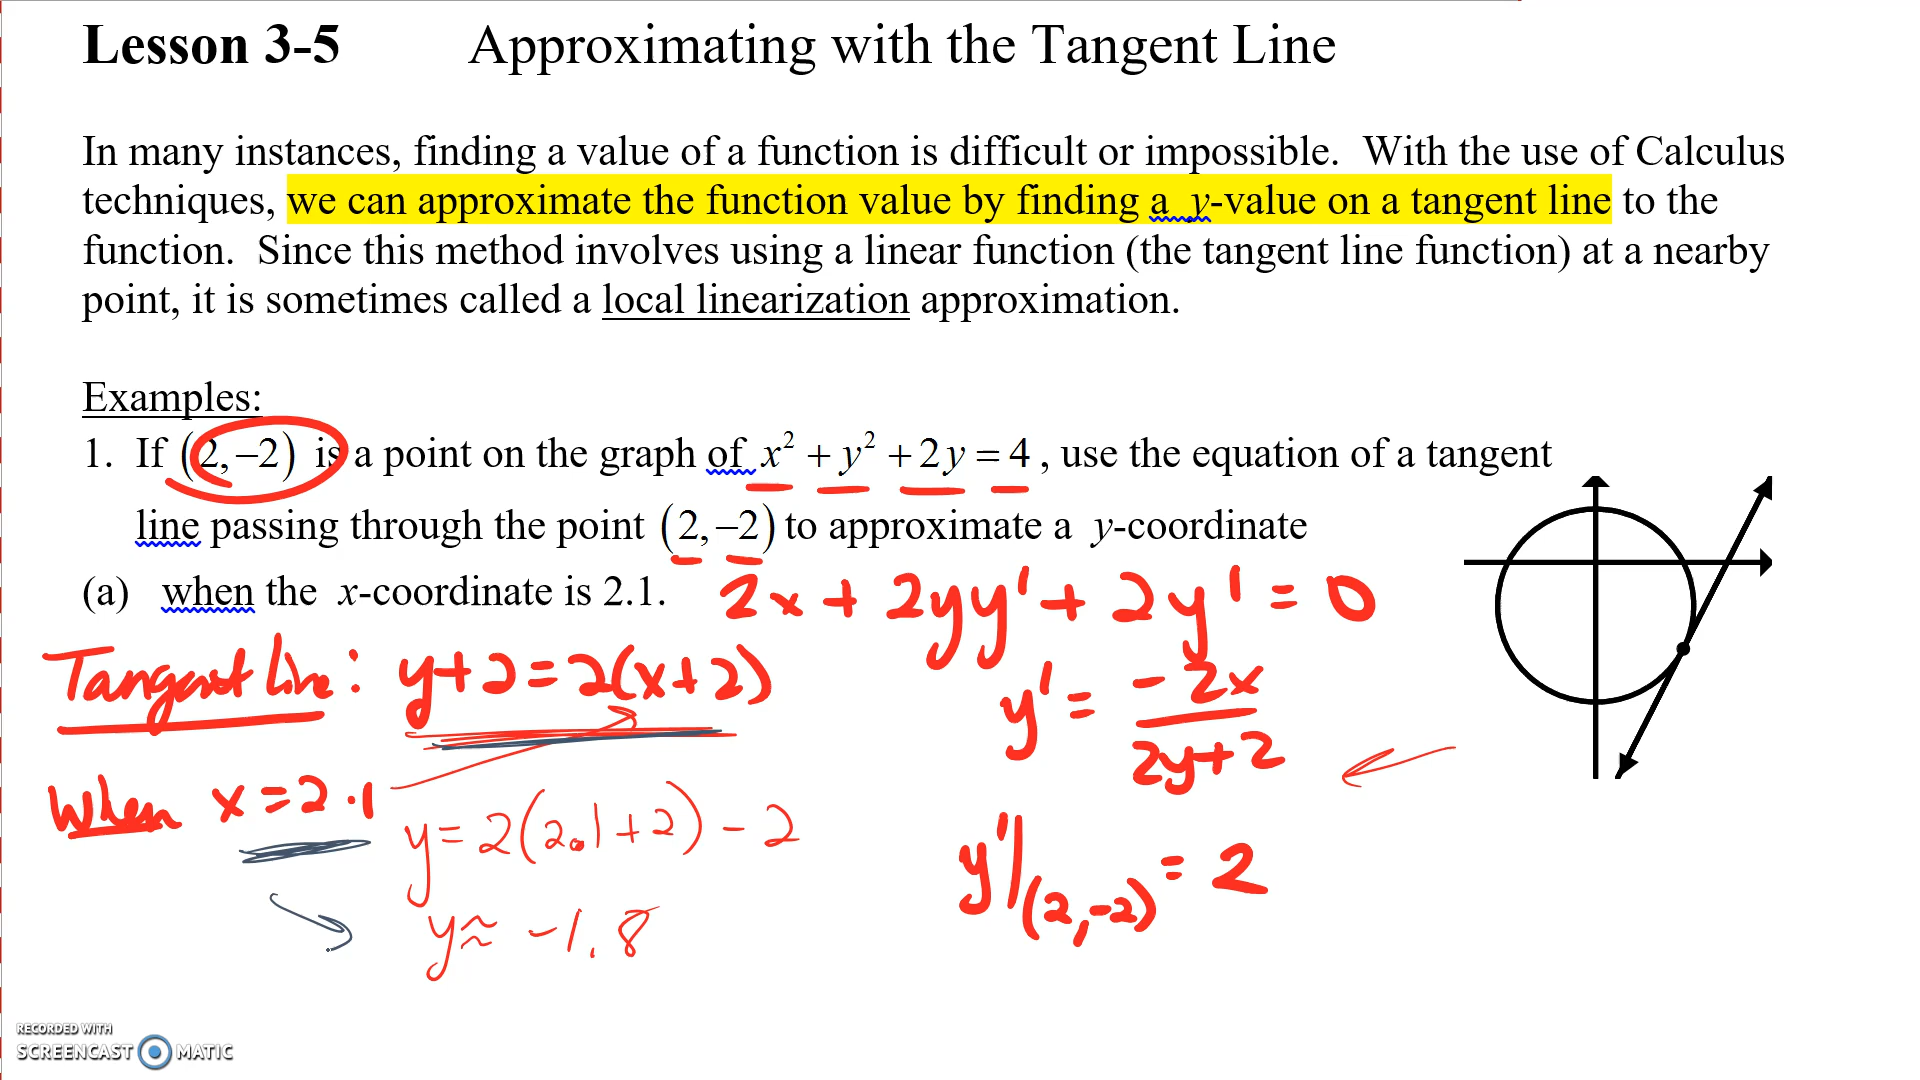 Lesson 3-5 Approximating with the Tangent Line
In many instances, finding a value of a function is difficult or impossible. With the use of Calculus
techniques, we can approximate the function value by finding a y-value on a tangent line to the
function. Since this method involves using a linear function (the tangent line function) at a nearby
point, it is sometimes called a local linearization approximation.
Examples:
1. If (2, −2) is a point on the graph of x² + y² + 2y = 4, use the equation of a tangent
line passing through the point (2, −2) to approximate a y-coordinate
(a) when the x-coordinate is 2.1.
2x + 2yy' + 2y' = 0
Tangent Line: y+2 = 2(x+2)
y' = -2x / 2y+2
When x = 2.1
y = 2(2.1+2) - 2
y'|(2,-2) = 2
y ≈ -1.8
RECORDED WITH
SCREENCAST MATIC